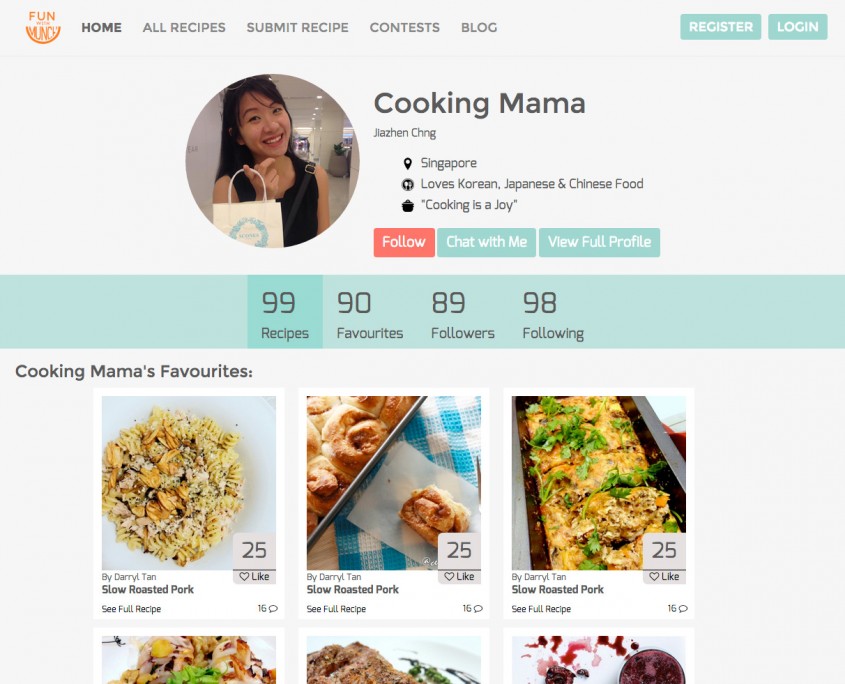 FUN
WITH
MUNCH
HOME
ALL RECIPES
SUBMIT RECIPE
CONTESTS
BLOG
REGISTER
LOGIN
Cooking Mama
Jiazhen Chng
Singapore
Loves Korean, Japanese & Chinese Food
"Cooking is a Joy"
Follow
Chat with Me
View Full Profile
99
Recipes
90
Favourites
89
Followers
98
Following
Cooking Mama's Favourites:
25
Like
By Darryl Tan
Slow Roasted Pork
See Full Recipe
16
25
Like
By Darryl Tan
Slow Roasted Pork
See Full Recipe
16
25
Like
By Darryl Tan
Slow Roasted Pork
See Full Recipe
16